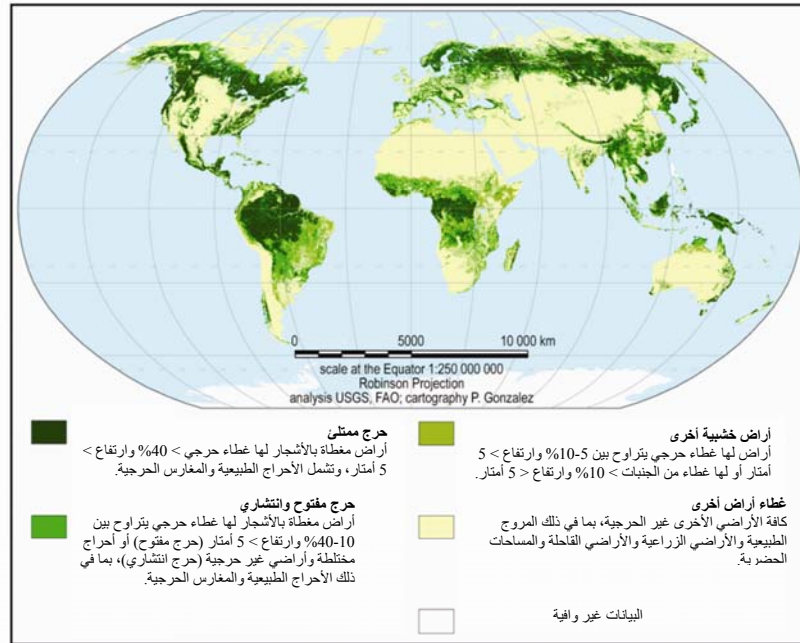 0 5000 10 000 km
scale at the Equator 1:250 000 000
Robinson Projection
analysis USGS, FAO; cartography P. Gonzalez
حرج ممتلئ
أراض مغطاة بالأشجار لها غطاء حرجي > 40% وارتفاع >
5 أمتار، وتشمل الأحراج الطبيعية والمغارس الحرجية.
حرج مفتوح وانتشاري
أراض مغطاة بالأشجار لها غطاء حرجي يتراوح بين
10-40% وارتفاع > 5 أمتار (حرج مفتوح) أو أحراج
مختلطة وأراضي غير حرجية (حرج انتشاري)، بما في
ذلك الأحراج الطبيعية والمغارس الحرجية.
أراض خشبية أخرى
أراض لها غطاء حرجي يتراوح بين 5-10% وارتفاع > 5
أمتار أو لها غطاء من الجنبات > 10% وارتفاع < 5 أمتار.
غطاء أراض أخرى
كافة الأراضي الأخرى غير الحرجية، بما في ذلك المروج
الطبيعية والأراضي الزراعية والأراضي القاحلة والمساحات
الحضرية.
البيانات غير وافية